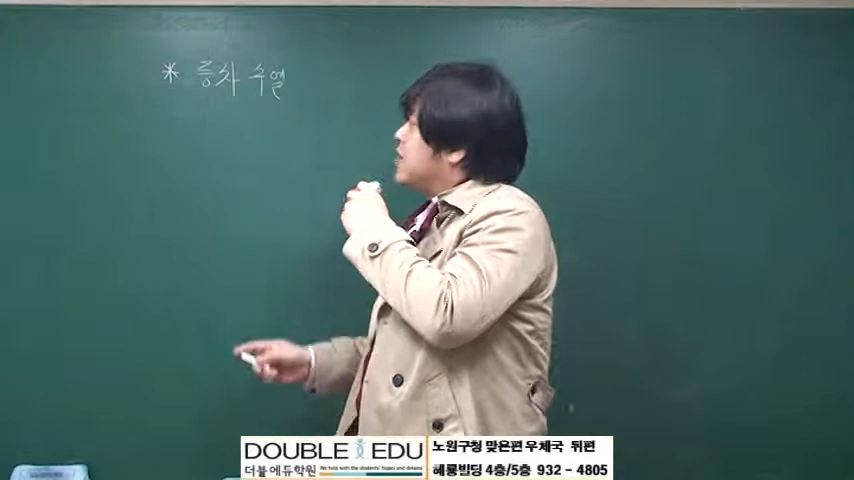 * 등차수열
DOUBLE EDU
더블에듀학원 We help with the students' hopes and dreams
노원구청 맞은편 우체국 뒤편
혜룡빌딩 4층/5층 932-4805